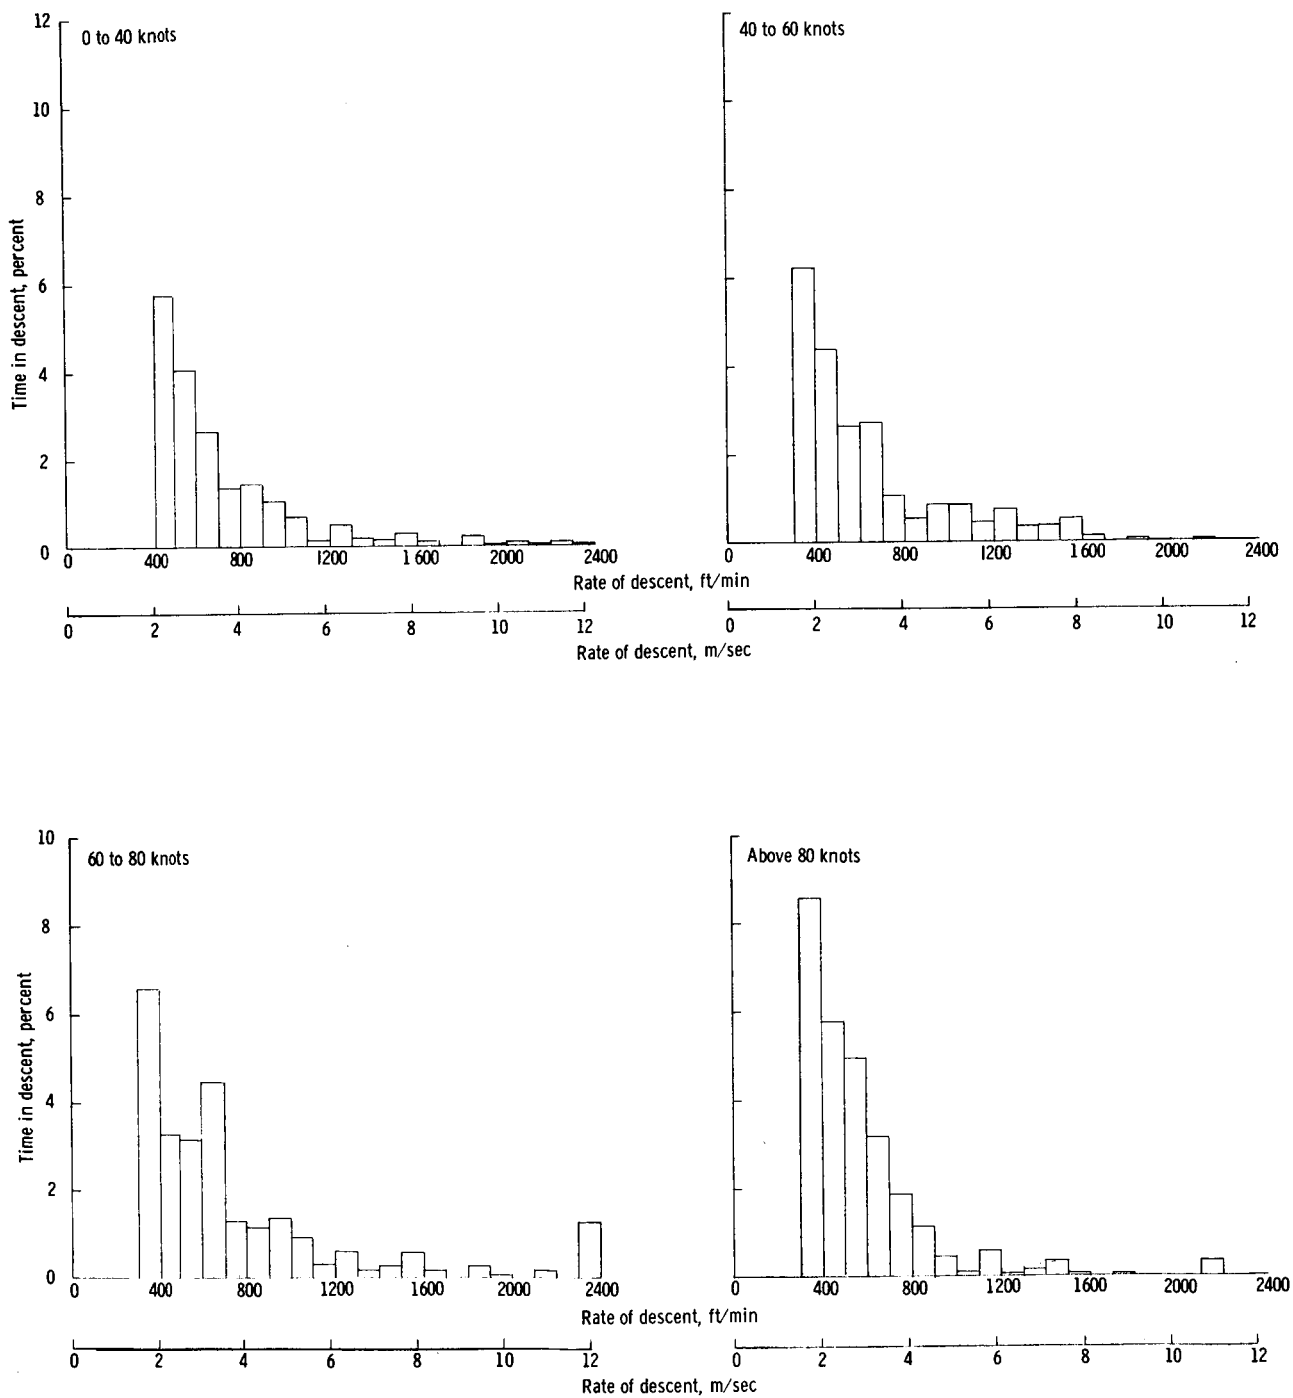 0 to 40 knots
40 to 60 knots
12
10
8
6
4
2
0
Time in descent, percent
0 400 800 1200 1 600 2000 2400
0 400 800 1200 1600 2000 2400
Rate of descent, ft/min
0 2 4 6 8 10 12
0 2 4 6 8 10 12
Rate of descent, m/sec
60 to 80 knots
Above 80 knots
10
8
6
4
2
0
Time in descent, percent
0 400 800 1200 1600 2000 2400
0 400 800 1200 1600 2000 2400
Rate of descent, ft/min
0 2 4 6 8 10 12
0 2 4 6 8 10 12
Rate of descent, m/sec